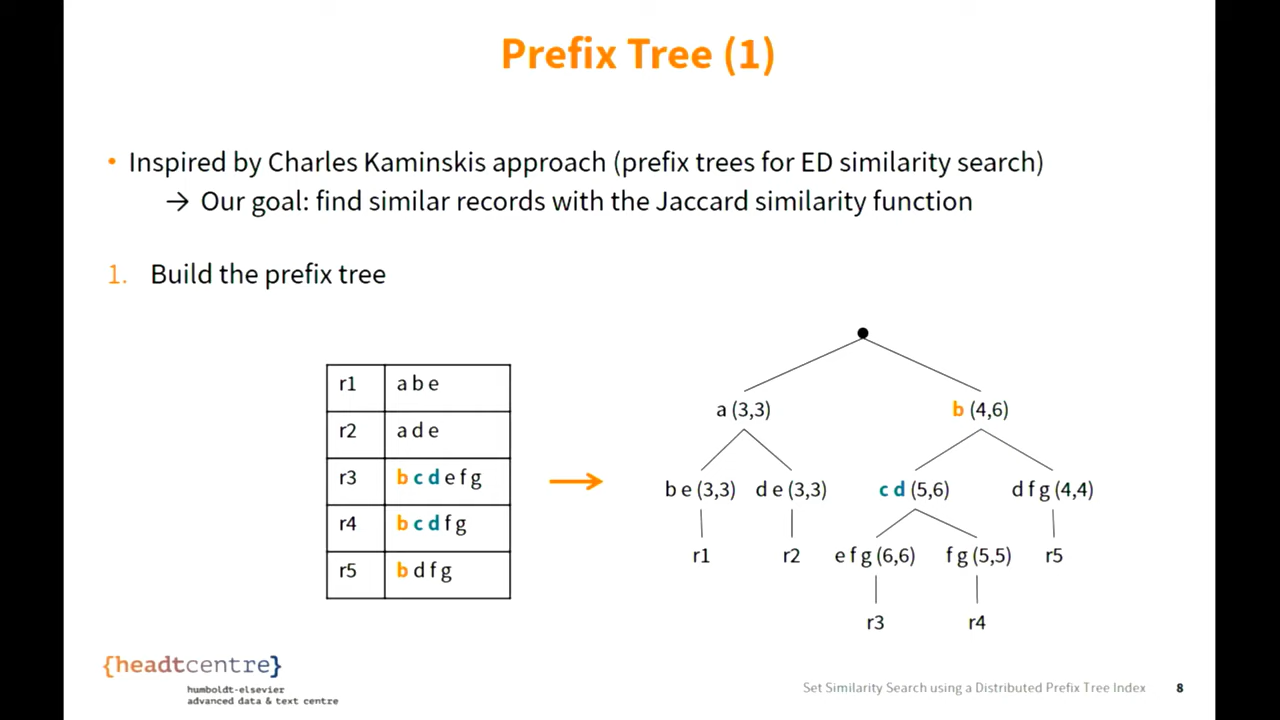 Prefix Tree (1)
• Inspired by Charles Kaminskis approach (prefix trees for ED similarity search)
→ Our goal: find similar records with the Jaccard similarity function
1. Build the prefix tree
r1 a b e
r2 a d e
r3 b c d e f g
r4 b c d f g
r5 b d f g
a (3,3) b (4,6)
b e (3,3) d e (3,3) c d (5,6) d f g (4,4)
r1 r2 e f g (6,6) f g (5,5) r5
r3 r4
{headtcentre}
humboldt-elsevier
advanced data & text centre
Set Similarity Search using a Distributed Prefix Tree Index 8